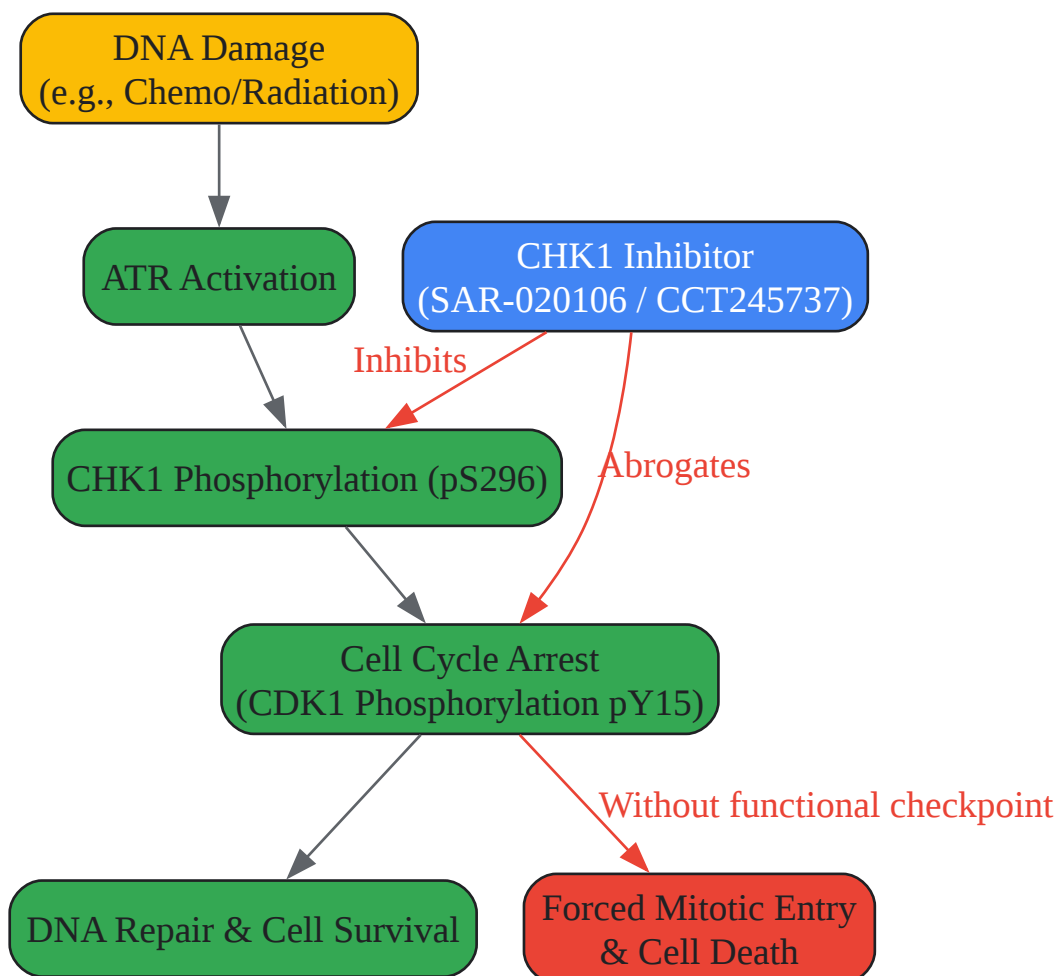 DNA Damage
(e.g., Chemo/Radiation)
ATR Activation
CHK1 Inhibitor
(SAR-020106 / CCT245737)
Inhibits
CHK1 Phosphorylation (pS296)
Abrogates
Cell Cycle Arrest
(CDK1 Phosphorylation pY15)
Without functional checkpoint
DNA Repair & Cell Survival
Forced Mitotic Entry
& Cell Death